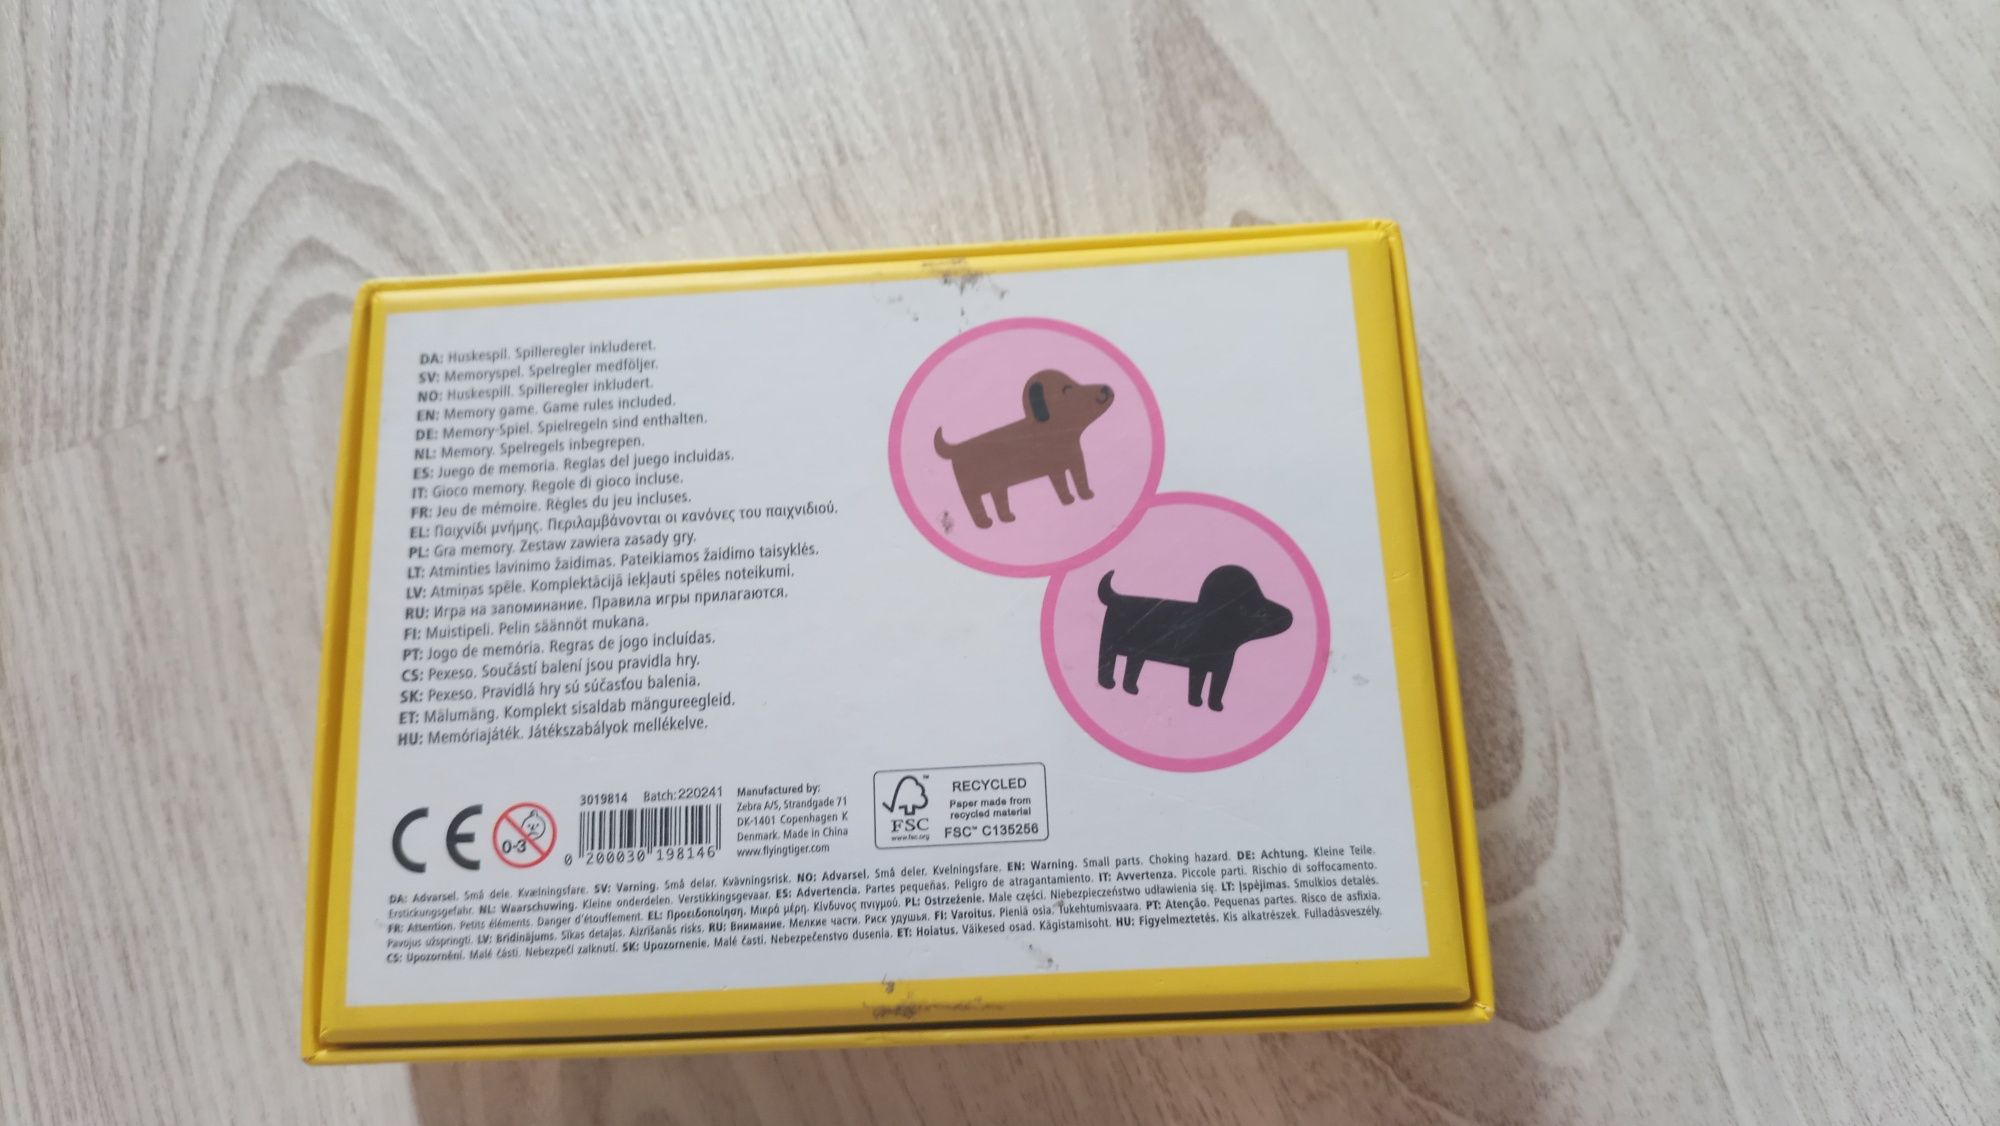 DA: Huskespil. Spilleregler inkluderet.
SV: Memoryspel. Spelregler medföljer.
NO: Huskespill. Spilleregler inkludert.
EN: Memory game. Game rules included.
DE: Memory-Spiel. Spielregeln sind enthalten.
NL: Memory. Spelregels inbegrepen.
ES: Juego de memoria. Reglas del juego incluidas.
IT: Gioco memory. Regole di gioco incluse.
FR: Jeu de mémoire. Règles du jeu incluses.
EL: Παιχνίδι μνήμης. Περιλαμβάνονται οι κανόνες του παιχνιδιού.
PL: Gra memory. Zestaw zawiera zasady gry.
LT: Atminties lavinimo žaidimas. Pateikiamos žaidimo taisyklės.
LV: Atmiņas spēle. Komplektācijā iekļauti spēles noteikumi.
RU: Игра на запоминание. Правила игры прилагаются.
FI: Muistipeli. Pelin säännöt mukana.
PT: Jogo de memória. Regras de jogo incluídas.
CS: Pexeso. Součástí balení jsou pravidla hry.
SK: Pexeso. Pravidlá hry sú súčasťou balenia.
ET: Mälumäng. Komplekt sisaldab mängureegleid.
HU: Memóriajáték. Játékszabályok mellékelve.
CE
0-3
3019814 Batch: 220241
0 200030 198146
Manufactured by:
Zebra A/S, Strandgade 71
DK-1401 Copenhagen K
Denmark. Made in China
www.flyingtiger.com
FSC
www.fsc.org
RECYCLED
Paper made from
recycled material
FSC™ C135256
DA: Advarsel. Små dele. Kvælningsfare. SV: Varning. Små delar. Kvävningsrisk. NO: Advarsel. Små deler. Kvelningsfare. EN: Warning. Small parts. Choking hazard. DE: Achtung. Kleine Teile.
Erstickungsgefahr. NL: Waarschuwing. Kleine onderdelen. Verstikkingsgevaar. ES: Advertencia. Partes pequeñas. Peligro de atragantamiento. IT: Avvertenza. Piccole parti. Rischio di soffocamento.
FR: Attention. Petits éléments. Danger d'étouffement. EL: Προειδοποίηση. Μικρά μέρη. Κίνδυνος πνιγμού. PL: Ostrzeżenie. Małe części. Niebezpieczeństwo udławienia się. LT: Įspėjimas. Smulkios detalės.
Pavojus užspringti. LV: Brīdinājums. Sīkas detaļas. Aizrīšanās risks. RU: Внимание. Мелкие части. Риск удушья. FI: Varoitus. Pieniä osia. Tukehtumisvaara. PT: Atenção. Pequenas partes. Risco de asfixia.
CS: Upozornění. Malé části. Nebezpečí zalknutí. SK: Upozornenie. Malé časti. Nebezpečenstvo dusenia. ET: Hoiatus. Väikesed osad. Kägistamisoht. HU: Figyelmeztetés. Kis alkatrészek. Fulladásveszély.